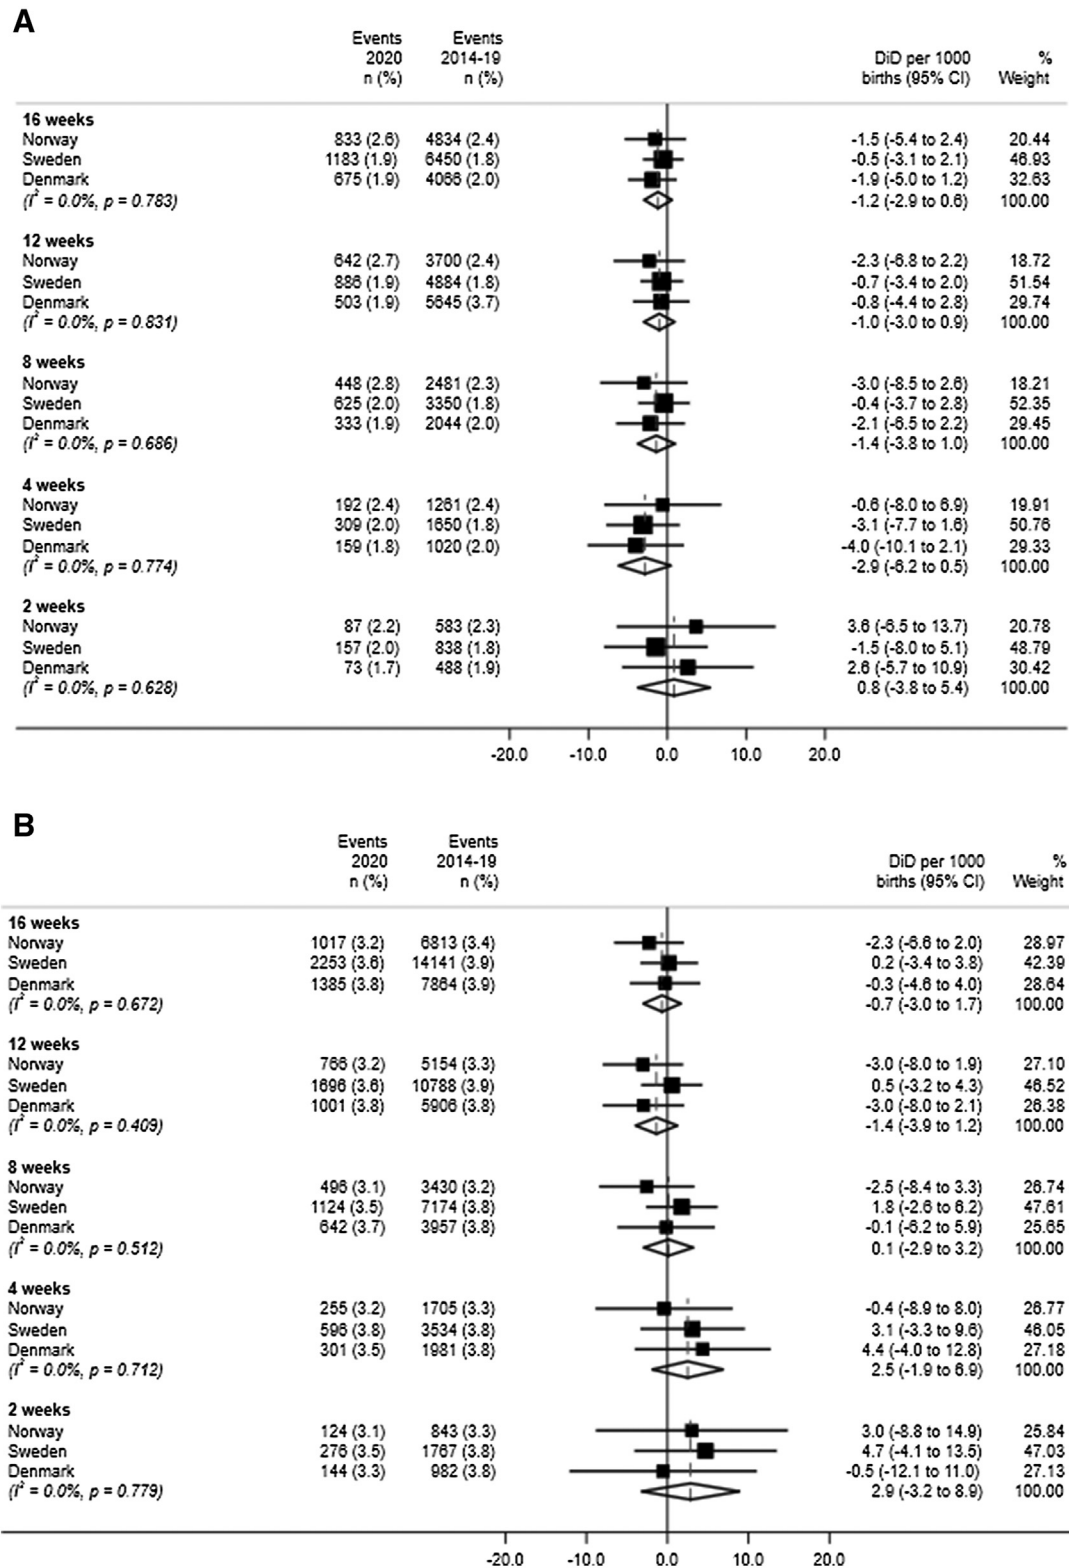 A
Events Events
2020 2014-19 DiD per 1000 %
n (%) n (%) births (95% CI) Weight
16 weeks
Norway 833 (2.6) 4834 (2.4) -1.5 (-5.4 to 2.4) 20.44
Sweden 1183 (1.9) 6450 (1.8) -0.5 (-3.1 to 2.1) 46.93
Denmark 675 (1.9) 4066 (2.0) -1.9 (-5.0 to 1.2) 32.63
(I² = 0.0%, p = 0.783) -1.2 (-2.9 to 0.6) 100.00
12 weeks
Norway 642 (2.7) 3700 (2.4) -2.3 (-6.8 to 2.2) 18.72
Sweden 886 (1.9) 4884 (1.8) -0.7 (-3.4 to 2.0) 51.54
Denmark 503 (1.9) 5645 (3.7) -0.8 (-4.4 to 2.8) 29.74
(I² = 0.0%, p = 0.831) -1.0 (-3.0 to 0.9) 100.00
8 weeks
Norway 448 (2.8) 2481 (2.3) -3.0 (-8.5 to 2.6) 18.21
Sweden 625 (2.0) 3350 (1.8) -0.4 (-3.7 to 2.8) 52.35
Denmark 333 (1.9) 2044 (2.0) -2.1 (-6.5 to 2.2) 29.45
(I² = 0.0%, p = 0.686) -1.4 (-3.8 to 1.0) 100.00
4 weeks
Norway 192 (2.4) 1261 (2.4) -0.6 (-8.0 to 6.9) 19.91
Sweden 309 (2.0) 1650 (1.8) -3.1 (-7.7 to 1.6) 50.76
Denmark 159 (1.8) 1020 (2.0) -4.0 (-10.1 to 2.1) 29.33
(I² = 0.0%, p = 0.774) -2.9 (-6.2 to 0.5) 100.00
2 weeks
Norway 87 (2.2) 583 (2.3) 3.6 (-6.5 to 13.7) 20.78
Sweden 157 (2.0) 838 (1.8) -1.5 (-8.0 to 5.1) 48.79
Denmark 73 (1.7) 488 (1.9) 2.6 (-5.7 to 10.9) 30.42
(I² = 0.0%, p = 0.628) 0.8 (-3.8 to 5.4) 100.00
-20.0 -10.0 0.0 10.0 20.0
B
Events Events
2020 2014-19 DiD per 1000 %
n (%) n (%) births (95% CI) Weight
16 weeks
Norway 1017 (3.2) 6813 (3.4) -2.3 (-6.6 to 2.0) 28.97
Sweden 2253 (3.6) 14141 (3.9) 0.2 (-3.4 to 3.8) 42.39
Denmark 1385 (3.8) 7864 (3.9) -0.3 (-4.6 to 4.0) 28.64
(I² = 0.0%, p = 0.672) -0.7 (-3.0 to 1.7) 100.00
12 weeks
Norway 766 (3.2) 5154 (3.3) -3.0 (-8.0 to 1.9) 27.10
Sweden 1696 (3.6) 10788 (3.9) 0.5 (-3.2 to 4.3) 46.52
Denmark 1001 (3.8) 5906 (3.8) -3.0 (-8.0 to 2.1) 26.38
(I² = 0.0%, p = 0.409) -1.4 (-3.9 to 1.2) 100.00
8 weeks
Norway 496 (3.1) 3430 (3.2) -2.5 (-8.4 to 3.3) 26.74
Sweden 1124 (3.5) 7174 (3.8) 1.8 (-2.6 to 6.2) 47.61
Denmark 642 (3.7) 3957 (3.8) -0.1 (-6.2 to 5.9) 25.65
(I² = 0.0%, p = 0.512) 0.1 (-2.9 to 3.2) 100.00
4 weeks
Norway 255 (3.2) 1705 (3.3) -0.4 (-8.9 to 8.0) 26.77
Sweden 596 (3.8) 3534 (3.8) 3.1 (-3.3 to 9.6) 46.05
Denmark 301 (3.5) 1981 (3.8) 4.4 (-4.0 to 12.8) 27.18
(I² = 0.0%, p = 0.712) 2.5 (-1.9 to 6.9) 100.00
2 weeks
Norway 124 (3.1) 843 (3.3) 3.0 (-8.8 to 14.9) 25.84
Sweden 276 (3.5) 1767 (3.8) 4.7 (-4.1 to 13.5) 47.03
Denmark 144 (3.3) 982 (3.8) -0.5 (-12.1 to 11.0) 27.13
(I² = 0.0%, p = 0.779) 2.9 (-3.2 to 8.9) 100.00
-20.0 -10.0 0.0 10.0 20.0